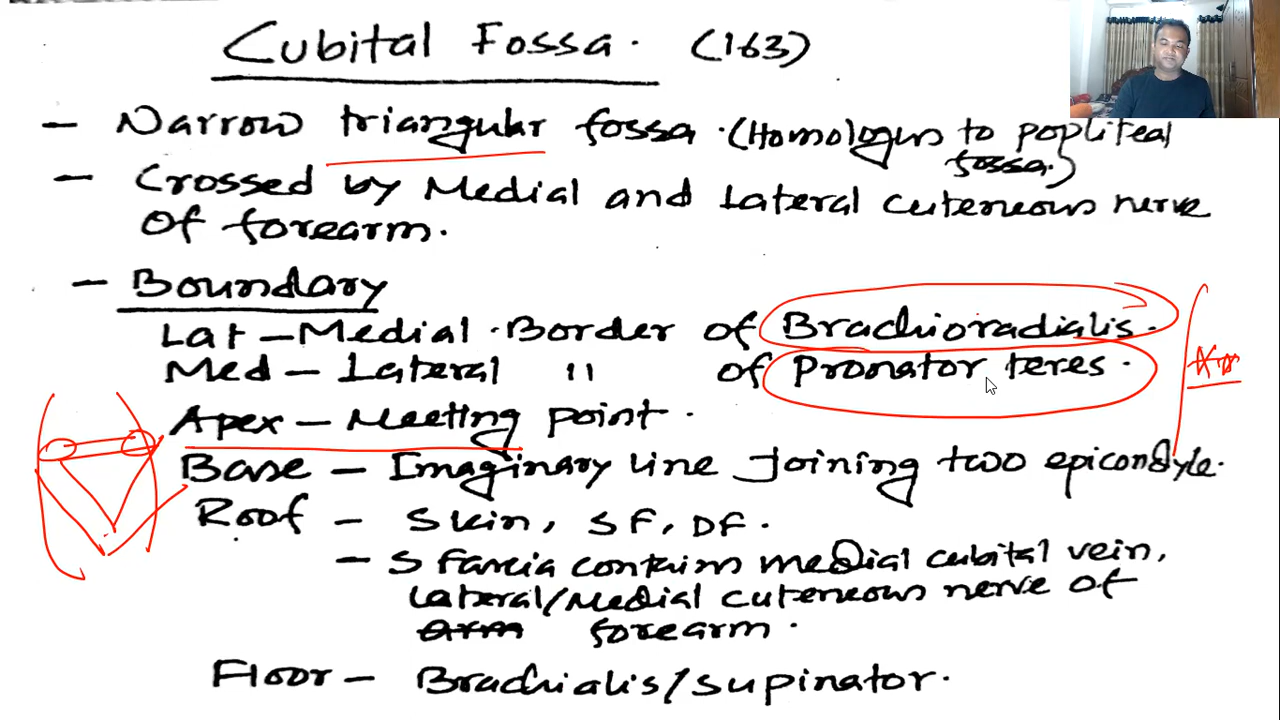 Cubital Fossa. (163)
- Narrow triangular fossa. (Homologus to popliteal fossa.)
- Crossed by Medial and Lateral cuteneous nerve
of forearm.
- Boundary
Lat - Medial Border of Brachioradialis.
Med - Lateral " of Pronator teres.
Apex - Meeting point.
Base - Imaginary line Joining two epicondyle.
Roof - Skin, SF, DF.
- S Fascia contains medial cubital vein,
Lateral/Medial cuteneous nerve of
arm forearm.
Floor - Brachialis/supinator.